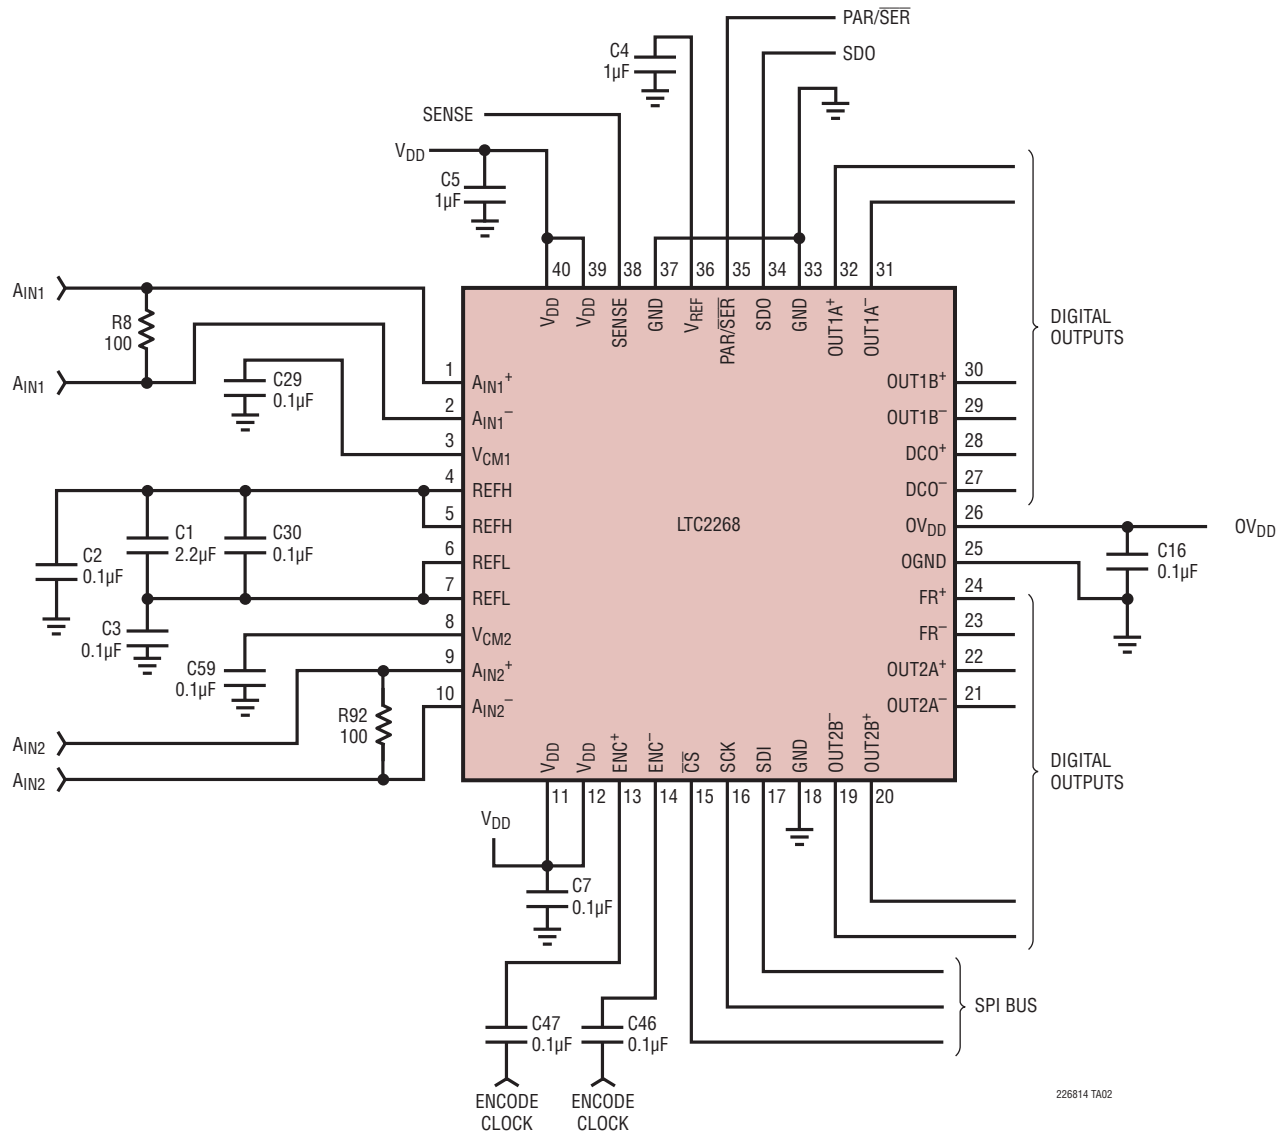 PAR/SER
SDO
C4
1µF
SENSE
VDD
C5
1µF
40 39 38 37 36 35 34 33 32 31
VDD VDD SENSE GND VREF PAR/SER SDO GND OUT1A+ OUT1A−
DIGITAL
OUTPUTS
AIN1
R8
100
AIN1
C29
0.1µF
1 AIN1+
2 AIN1−
3 VCM1
4 REFH
5 REFH
6 REFL
7 REFL
8 VCM2
9 AIN2+
10 AIN2−
C2
0.1µF
C1
2.2µF
C30
0.1µF
C3
0.1µF
C59
0.1µF
R92
100
AIN2
AIN2
LTC2268
OUT1B+ 30
OUT1B− 29
DCO+ 28
DCO− 27
OVDD 26
OGND 25
FR+ 24
FR− 23
OUT2A+ 22
OUT2A− 21
OVDD
C16
0.1µF
VDD VDD ENC+ ENC− CS SCK SDI GND OUT2B− OUT2B+
11 12 13 14 15 16 17 18 19 20
DIGITAL
OUTPUTS
VDD
C7
0.1µF
C47
0.1µF
C46
0.1µF
SPI BUS
ENCODE
CLOCK
ENCODE
CLOCK
226814 TA02